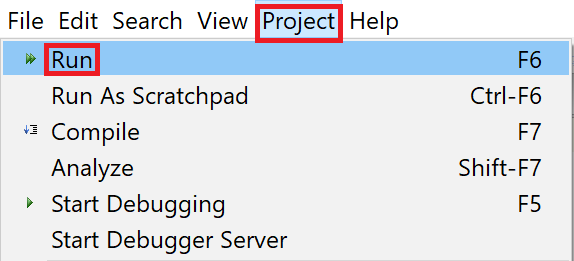 File Edit Search View Project Help
Run F6
Run As Scratchpad Ctrl-F6
Compile F7
Analyze Shift-F7
Start Debugging F5
Start Debugger Server